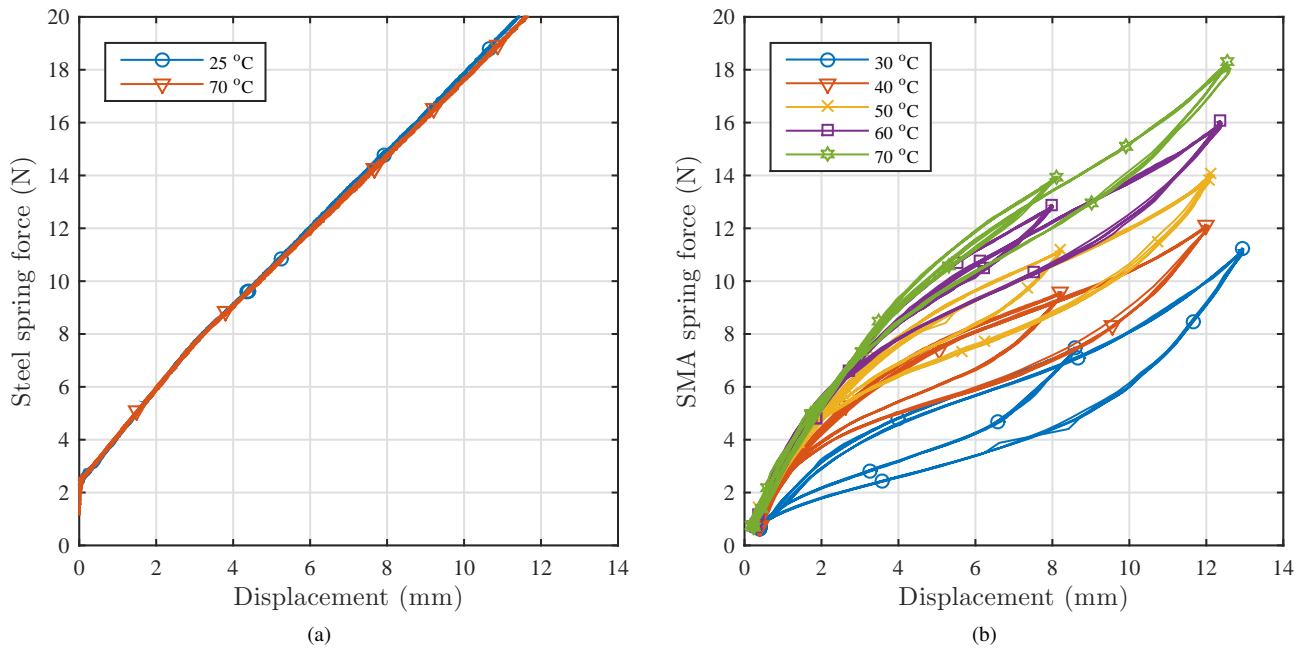 20
18
16
14
12
10
8
6
4
2
0
Steel spring force (N)
25 °C
70 °C
0 2 4 6 8 10 12 14
Displacement (mm)
(a)
20
18
16
14
12
10
8
6
4
2
0
SMA spring force (N)
30 °C
40 °C
50 °C
60 °C
70 °C
0 2 4 6 8 10 12 14
Displacement (mm)
(b)